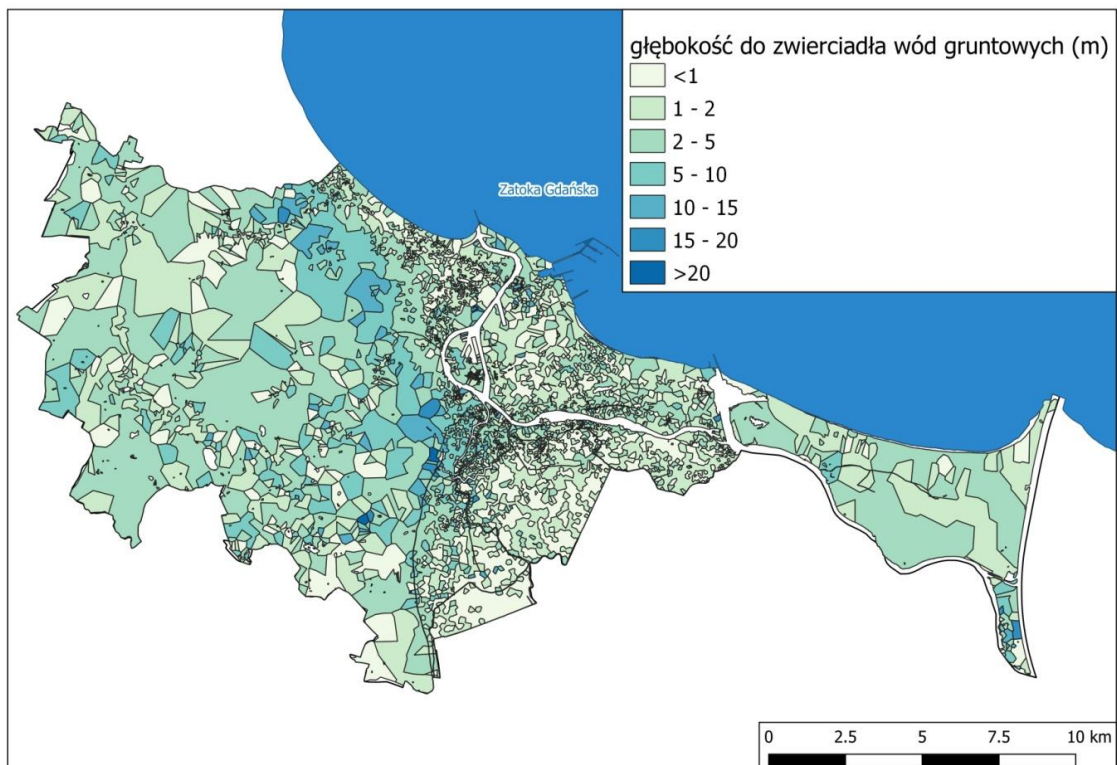 głębokość do zwierciadła wód gruntowych (m)
<1
1 - 2
2 - 5
5 - 10
10 - 15
15 - 20
>20
Zatoka Gdańska
0 2.5 5 7.5 10 km